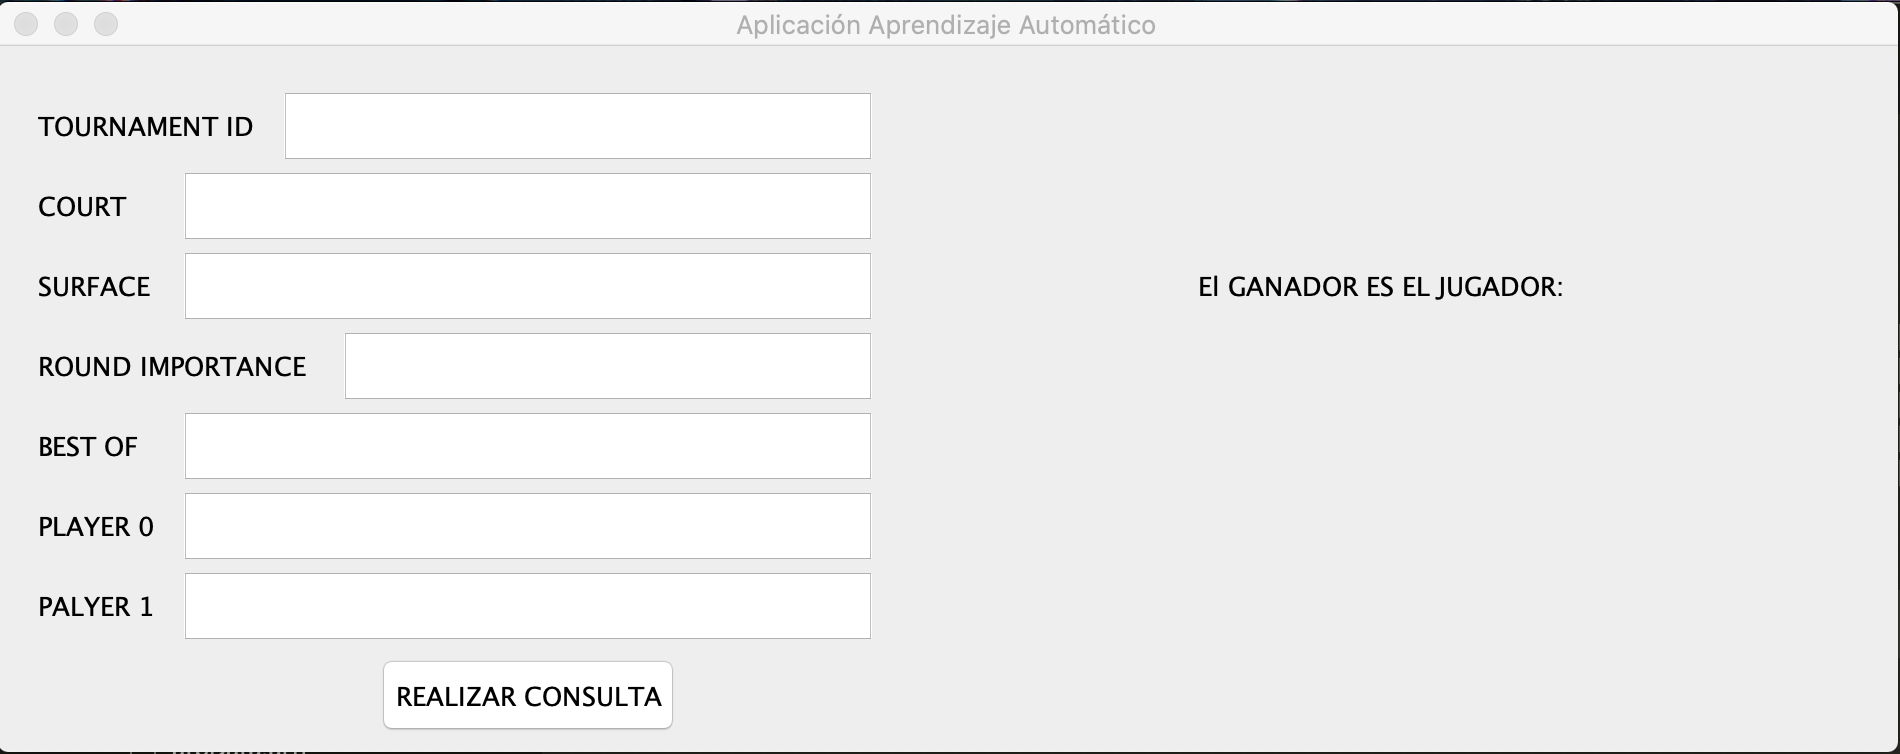 Aplicación Aprendizaje Automático
TOURNAMENT ID
COURT
SURFACE
El GANADOR ES EL JUGADOR:
ROUND IMPORTANCE
BEST OF
PLAYER 0
PALYER 1
REALIZAR CONSULTA